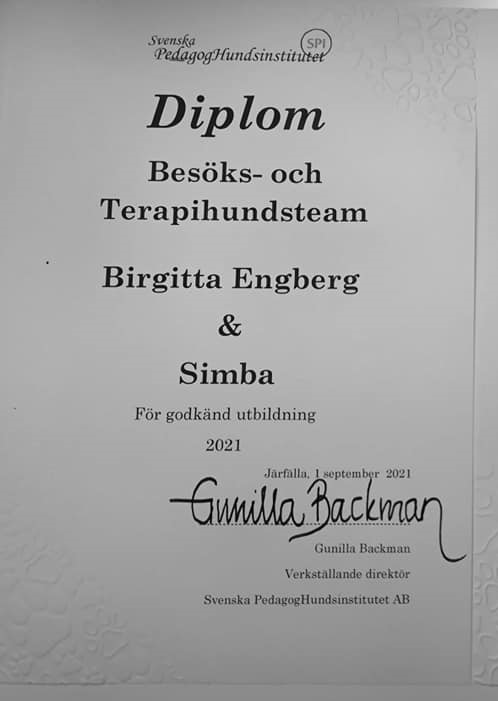 Svenska
SPI
PedagogHundsinstitutet
Diplom
Besöks- och
Terapihundsteam
Birgitta Engberg
&
Simba
För godkänd utbildning
2021
Järfälla, 1 september 2021
Gunilla Backman
Gunilla Backman
Verkställande direktör
Svenska PedagogHundsinstitutet AB